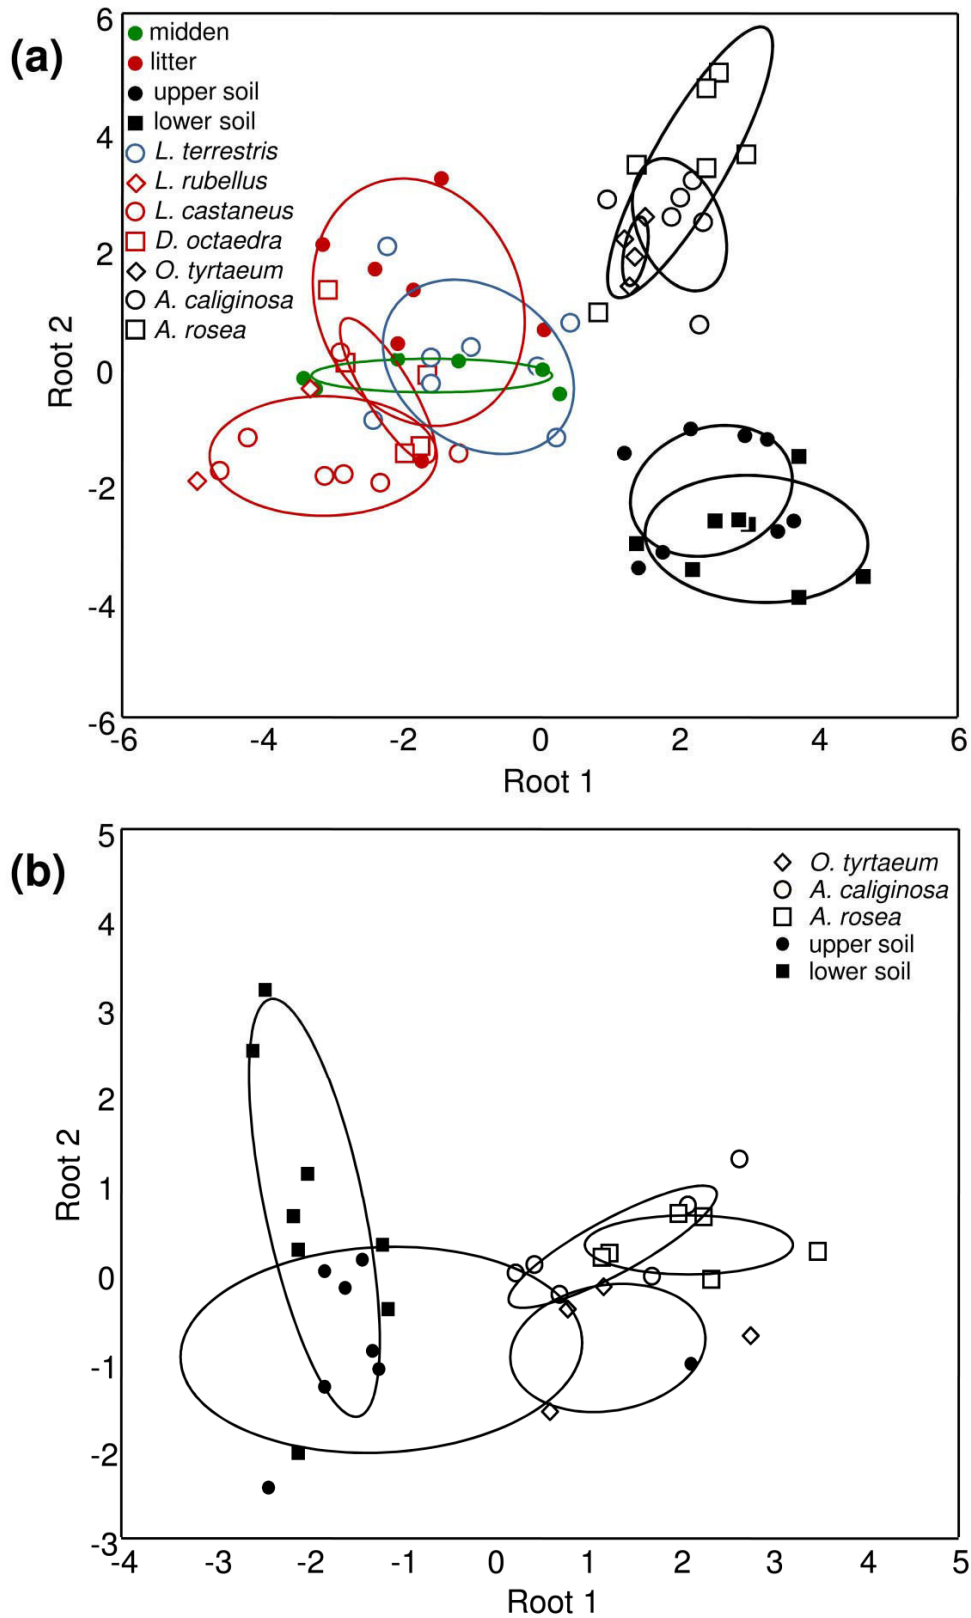 (a)
6
4
2
0
-2
-4
-6
Root 2
midden
litter
upper soil
lower soil
L. terrestris
L. rubellus
L. castaneus
D. octaedra
O. tyrtaeum
A. caliginosa
A. rosea
-6 -4 -2 0 2 4 6
Root 1
(b)
5
4
3
2
1
0
-1
-2
-3
Root 2
O. tyrtaeum
A. caliginosa
A. rosea
upper soil
lower soil
-4 -3 -2 -1 0 1 2 3 4 5
Root 1